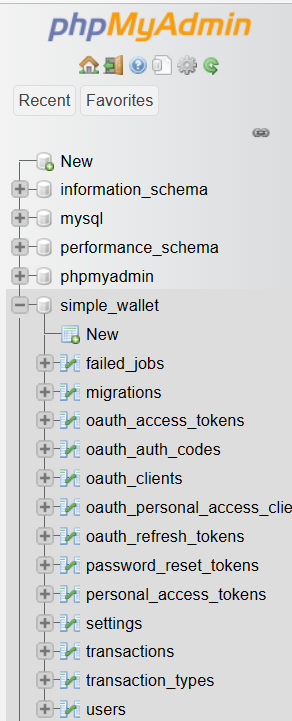 phpMyAdmin
Recent Favorites
New
information_schema
mysql
performance_schema
phpmyadmin
simple_wallet
New
failed_jobs
migrations
oauth_access_tokens
oauth_auth_codes
oauth_clients
oauth_personal_access_clie
oauth_refresh_tokens
password_reset_tokens
personal_access_tokens
settings
transactions
transaction_types
users